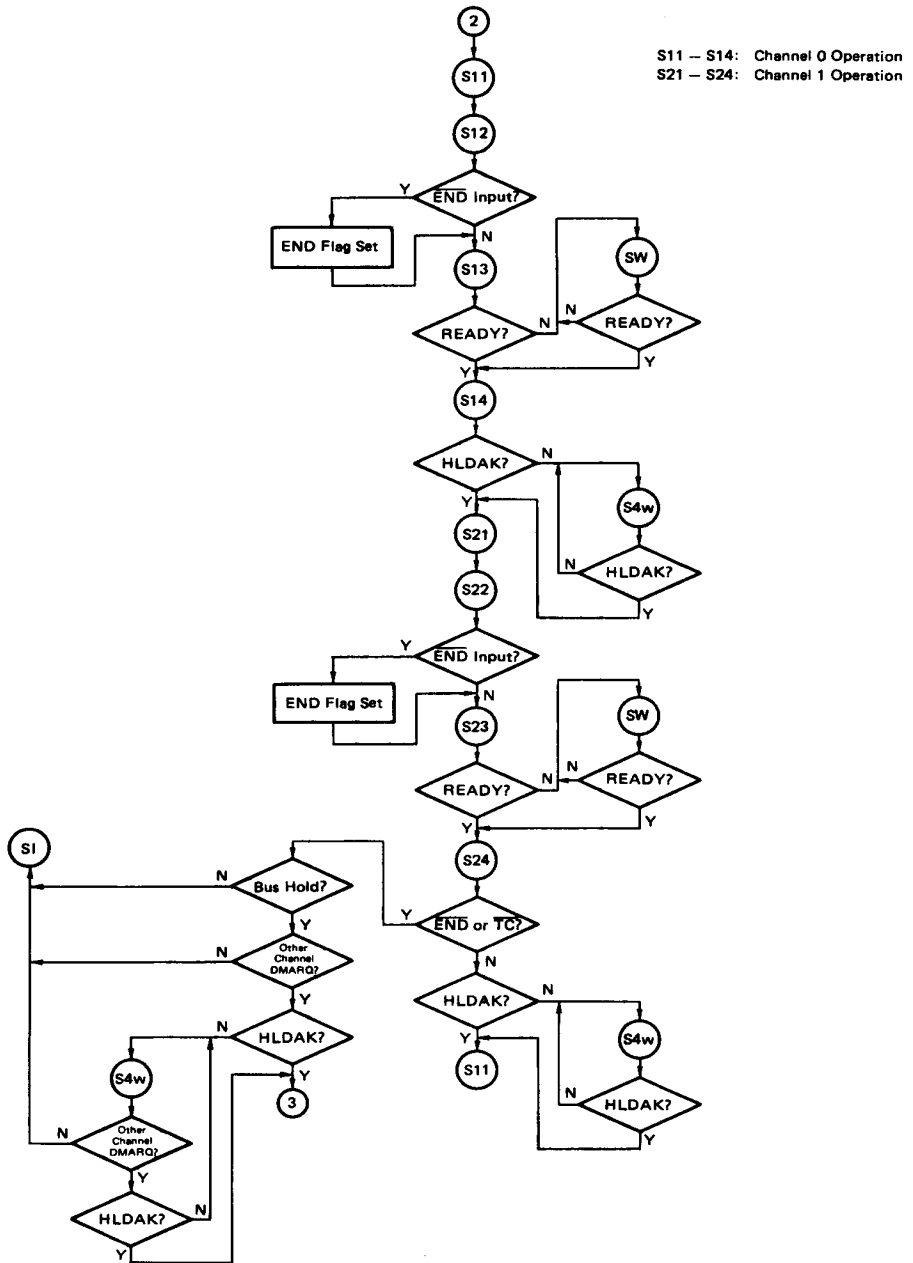 2
S11 – S14: Channel 0 Operation
S21 – S24: Channel 1 Operation
S11
S12
Y
END Input?
END Flag Set
N
S13
SW
READY?
N
N
READY?
Y
Y
S14
HLDAK?
N
Y
S4w
S21
N
HLDAK?
Y
S22
Y
END Input?
END Flag Set
N
S23
SW
READY?
N
N
READY?
Y
Y
S24
SI
N
Bus Hold?
Y
Y
END or TC?
N
N
Other
Channel
DMARQ?
Y
HLDAK?
N
Y
S4w
S11
N
HLDAK?
Y
N
HLDAK?
Y
3
S4w
N
Other
Channel
DMARQ?
Y
HLDAK?
N
Y